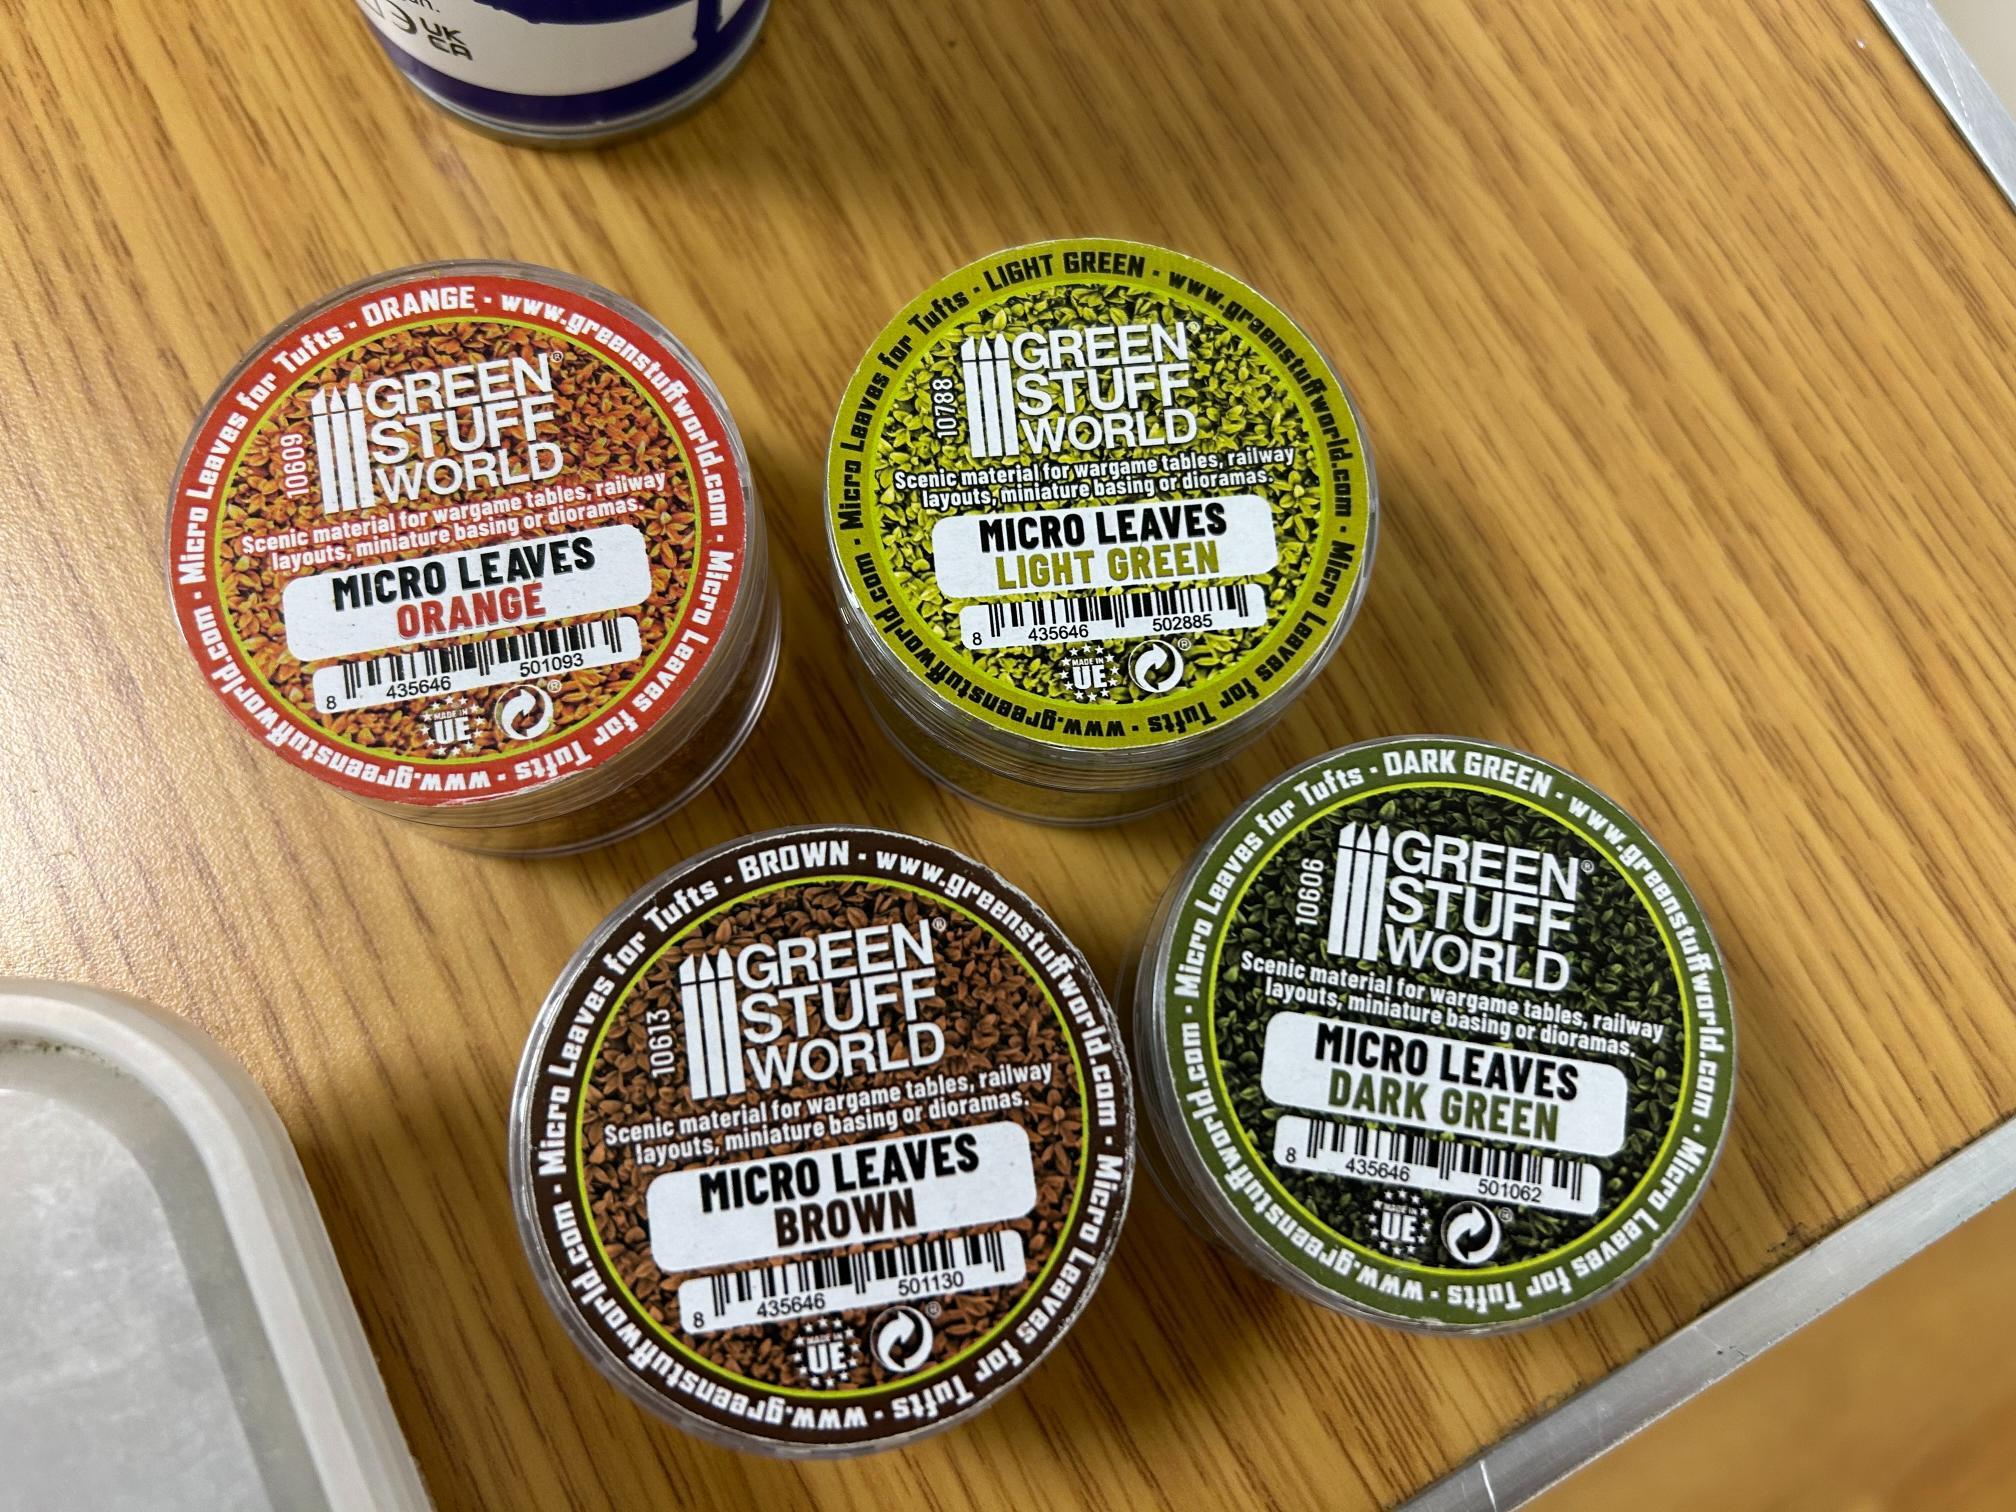 UK
CA
Micro Leaves for Tufts · ORANGE · www.greenstuffworld.com · Micro Leaves for Tufts · www.greenstuffworld.com ·
10609
GREEN
STUFF
WORLD®
Scenic material for wargame tables, railway
layouts, miniature basing or dioramas.
MICRO LEAVES
ORANGE
8 435646 501093
MADE IN
UE
®
Micro Leaves for Tufts · LIGHT GREEN · www.greenstuffworld.com · Micro Leaves for Tufts · www.greenstuffworld.com ·
10788
GREEN
STUFF
WORLD®
Scenic material for wargame tables, railway
layouts, miniature basing or dioramas.
MICRO LEAVES
LIGHT GREEN
8 435646 502885
MADE IN
UE
®
Micro Leaves for Tufts · BROWN · www.greenstuffworld.com · Micro Leaves for Tufts · www.greenstuffworld.com ·
10613
GREEN
STUFF
WORLD®
Scenic material for wargame tables, railway
layouts, miniature basing or dioramas.
MICRO LEAVES
BROWN
8 435646 501130
MADE IN
UE
®
Micro Leaves for Tufts · DARK GREEN · www.greenstuffworld.com · Micro Leaves for Tufts · www.greenstuffworld.com ·
10606
GREEN
STUFF
WORLD®
Scenic material for wargame tables, railway
layouts, miniature basing or dioramas.
MICRO LEAVES
DARK GREEN
8 435646 501062
MADE IN
UE
®